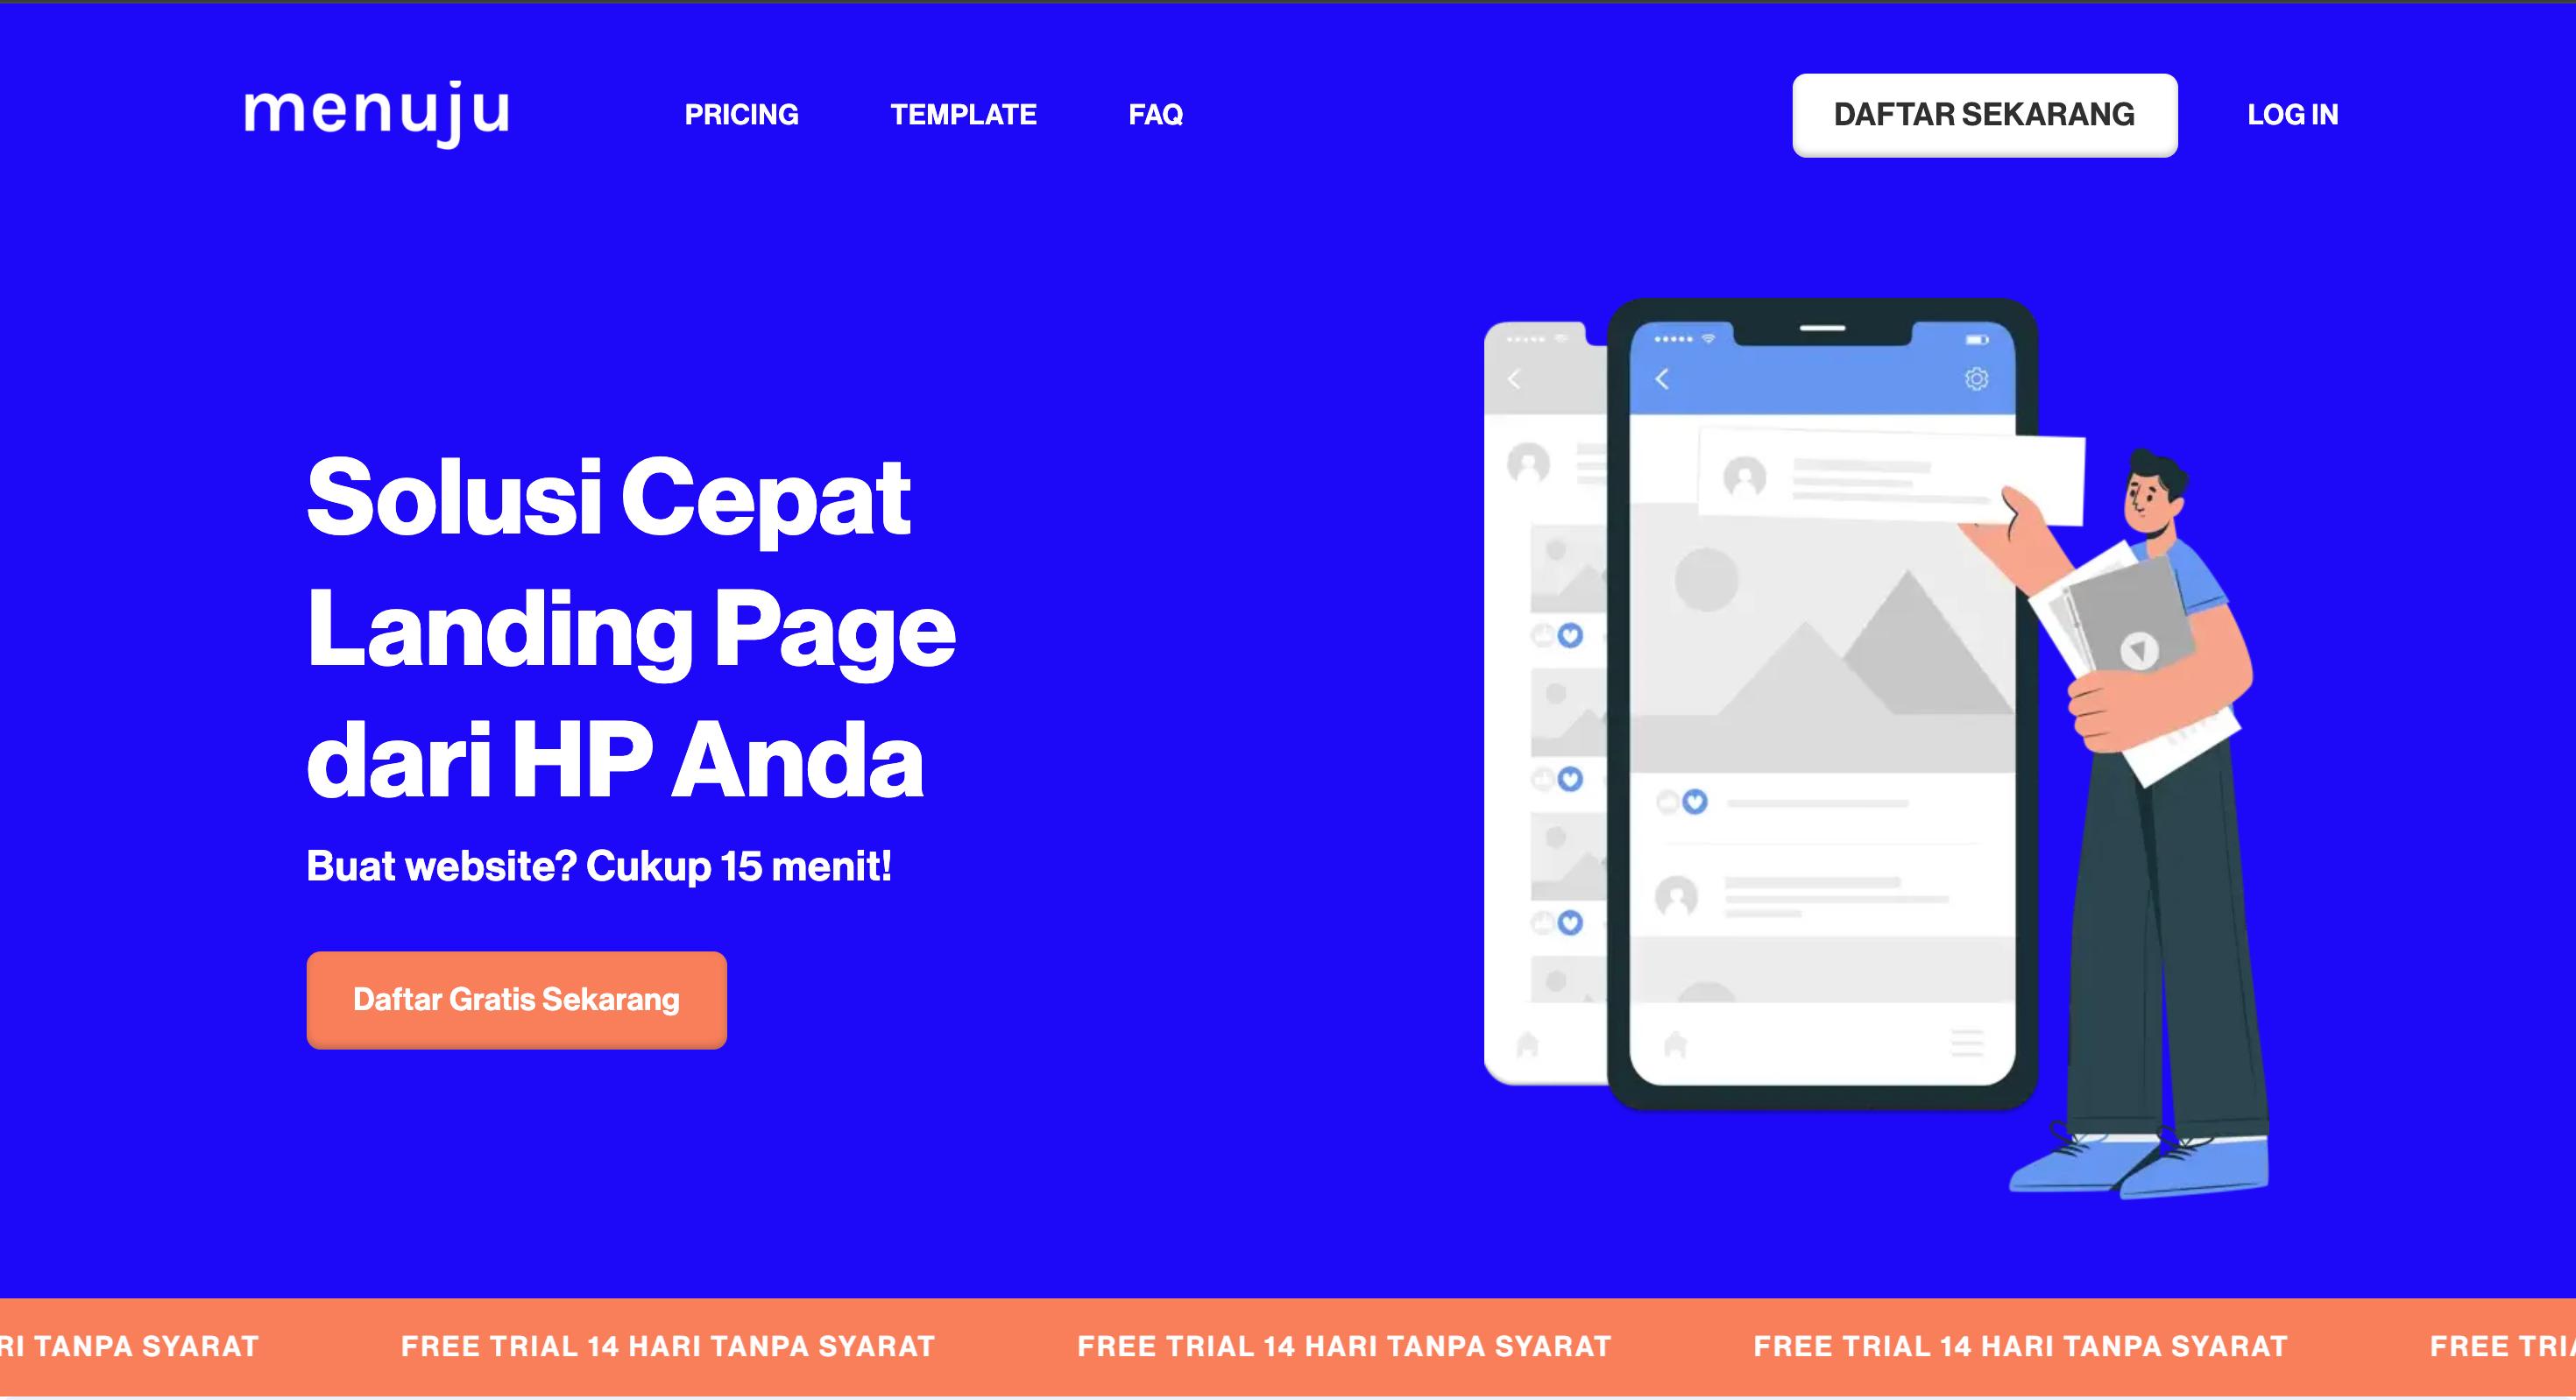 menuju
PRICING
TEMPLATE
FAQ
DAFTAR SEKARANG
LOG IN
Solusi Cepat
Landing Page
dari HP Anda
Buat website? Cukup 15 menit!
Daftar Gratis Sekarang
RI TANPA SYARAT
FREE TRIAL 14 HARI TANPA SYARAT
FREE TRIAL 14 HARI TANPA SYARAT
FREE TRIAL 14 HARI TANPA SYARAT
FREE TRIA